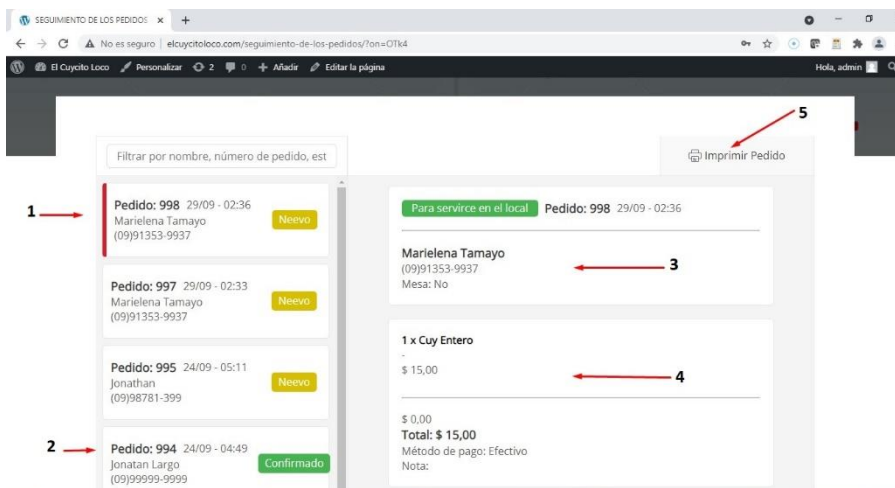 SEGUIMIENTO DE LOS PEDIDOS
No es seguro | elcuycitoloco.com/seguimiento-de-los-pedidos/?on=OTk4
El Cuycito Loco Personalizar 2 0 Añadir Editar la página Hola, admin
5
Filtrar por nombre, número de pedido, est
Imprimir Pedido
1
Pedido: 998 29/09 - 02:36
Marielena Tamayo
(09)91353-9937
Neevo
Pedido: 997 29/09 - 02:33
Marielena Tamayo
(09)91353-9937
Neevo
Pedido: 995 24/09 - 05:11
Jonathan
(09)98781-399
Neevo
2
Pedido: 994 24/09 - 04:49
Jonatan Largo
(09)99999-9999
Confirmado
Para servirce en el local Pedido: 998 29/09 - 02:36
Marielena Tamayo
(09)91353-9937
Mesa: No
3
1 x Cuy Entero
-
$ 15,00
4
$ 0,00
Total: $ 15,00
Método de pago: Efectivo
Nota: